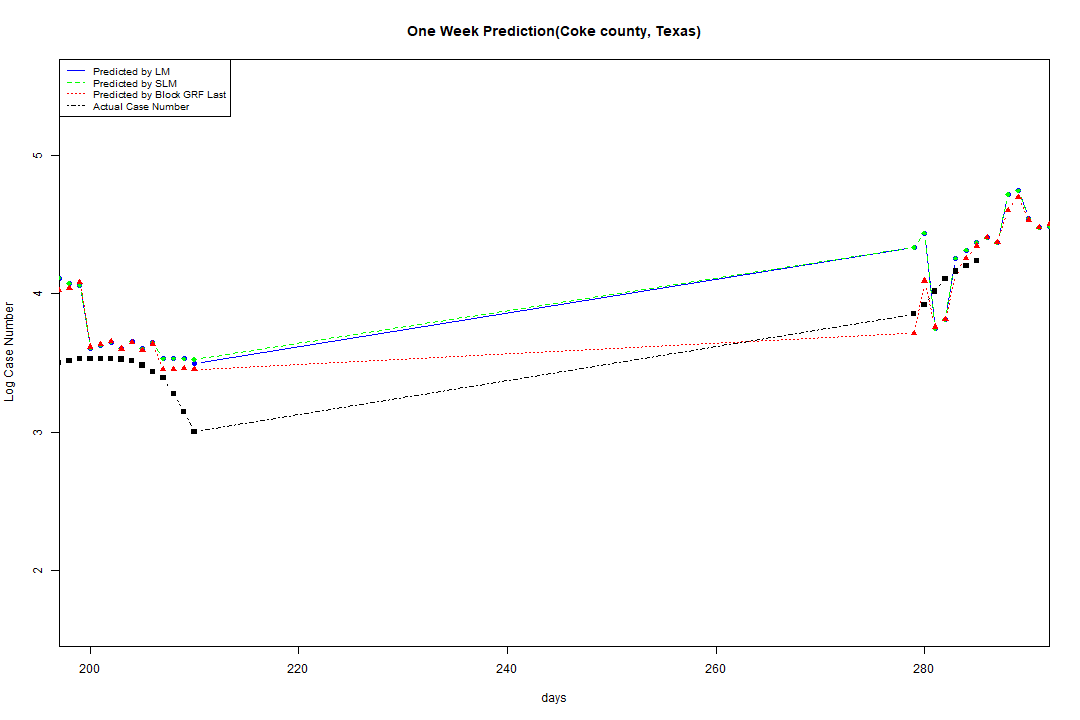 One Week Prediction(Coke county, Texas)
Predicted by LM
Predicted by SLM
Predicted by Block GRF Last
Actual Case Number
Log Case Number
5
4
3
2
200 220 240 260 280
days